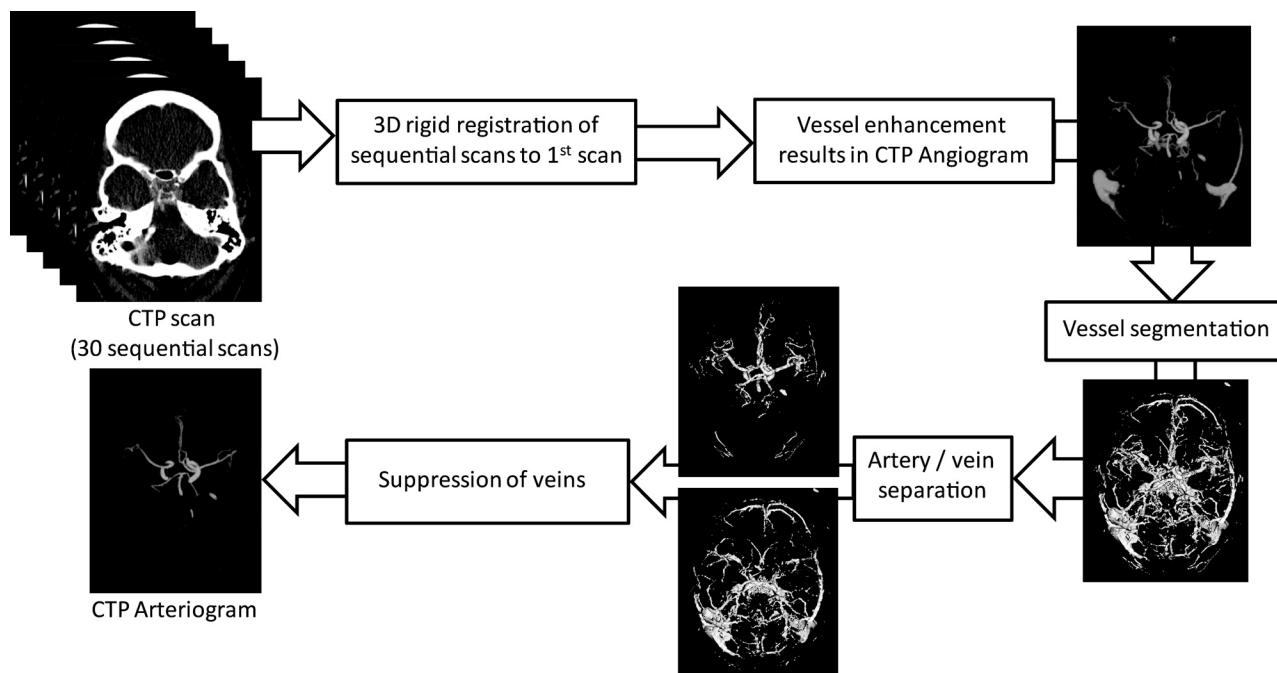 CTP scan
(30 sequential scans)
3D rigid registration of
sequential scans to 1st scan
Vessel enhancement
results in CTP Angiogram
Vessel segmentation
Artery / vein
separation
Suppression of veins
CTP Arteriogram